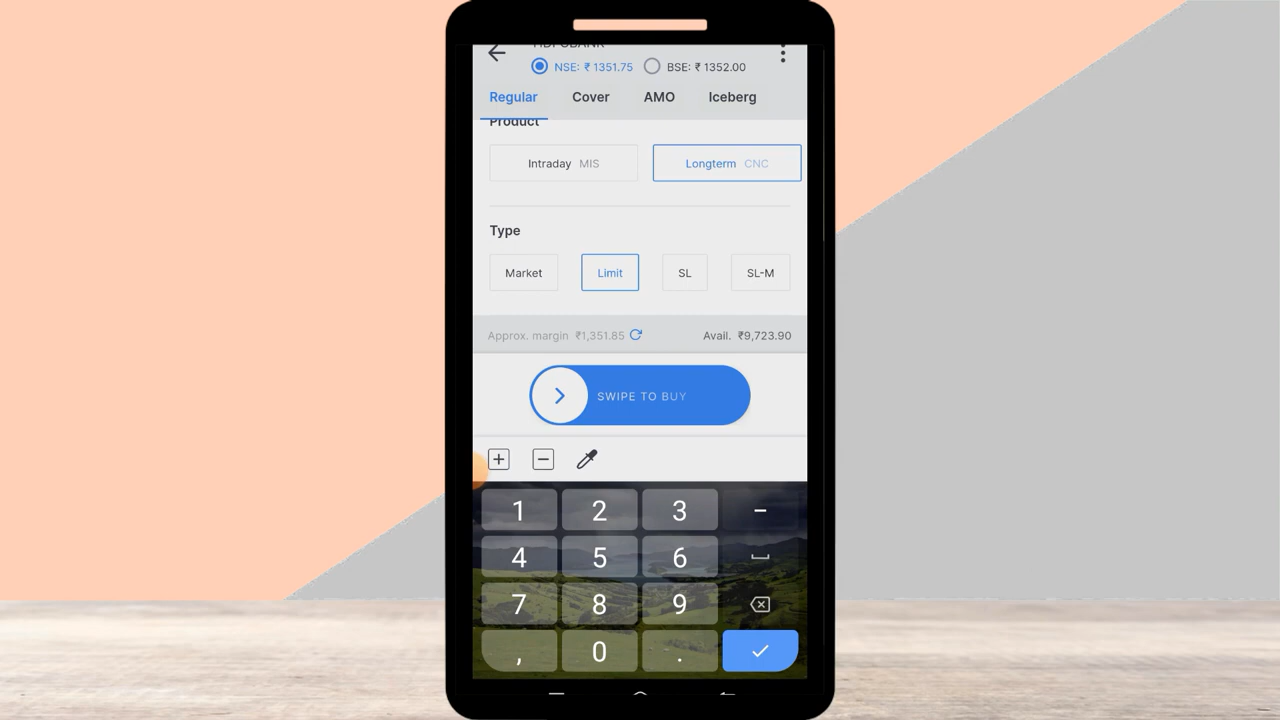 NSE: ₹ 1351.75 BSE: ₹ 1352.00
Regular Cover AMO Iceberg
Product
Intraday MIS Longterm CNC
Type
Market Limit SL SL-M
Approx. margin ₹1,351.85 Avail. ₹9,723.90
SWIPE TO BUY
1 2 3 −
4 5 6
7 8 9
, 0 .